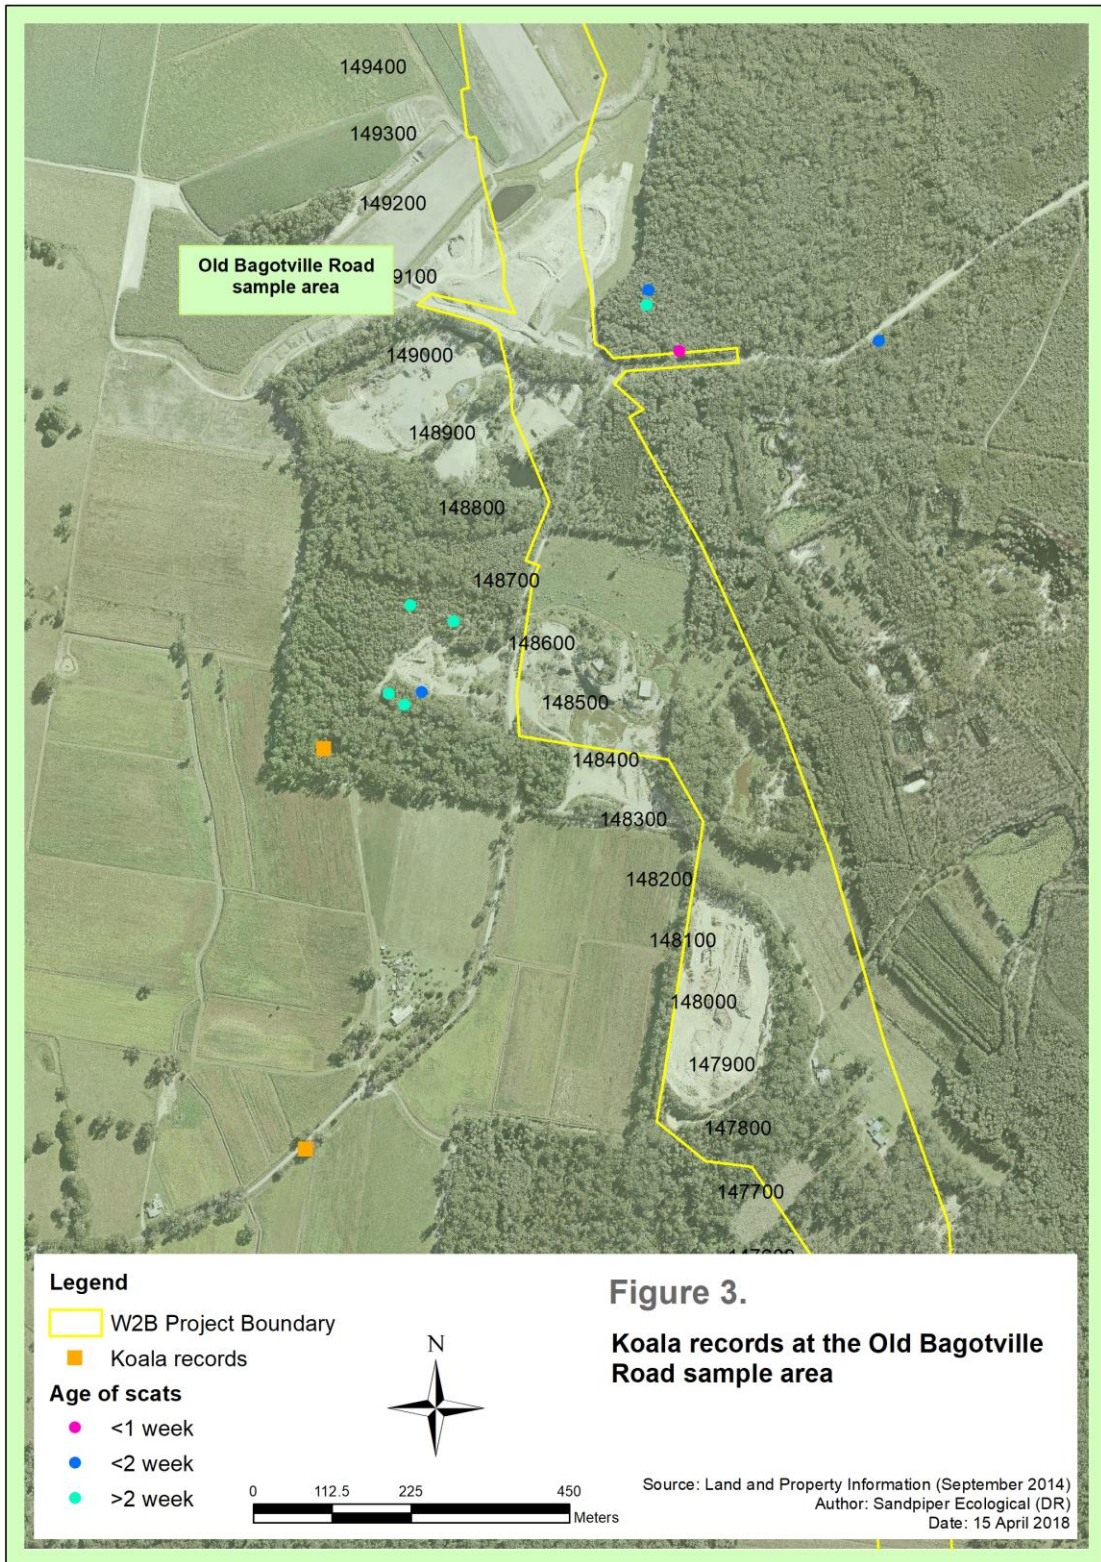 149400
149300
149200
Old Bagotville Road
sample area
9100
149000
148900
148800
148700
148600
148500
148400
148300
148200
148100
148000
147900
147800
147700
Legend
W2B Project Boundary
Koala records
Age of scats
<1 week
<2 week
>2 week
N
0 112.5 225 450
Meters
Figure 3.
Koala records at the Old Bagotville
Road sample area
Source: Land and Property Information (September 2014)
Author: Sandpiper Ecological (DR)
Date: 15 April 2018